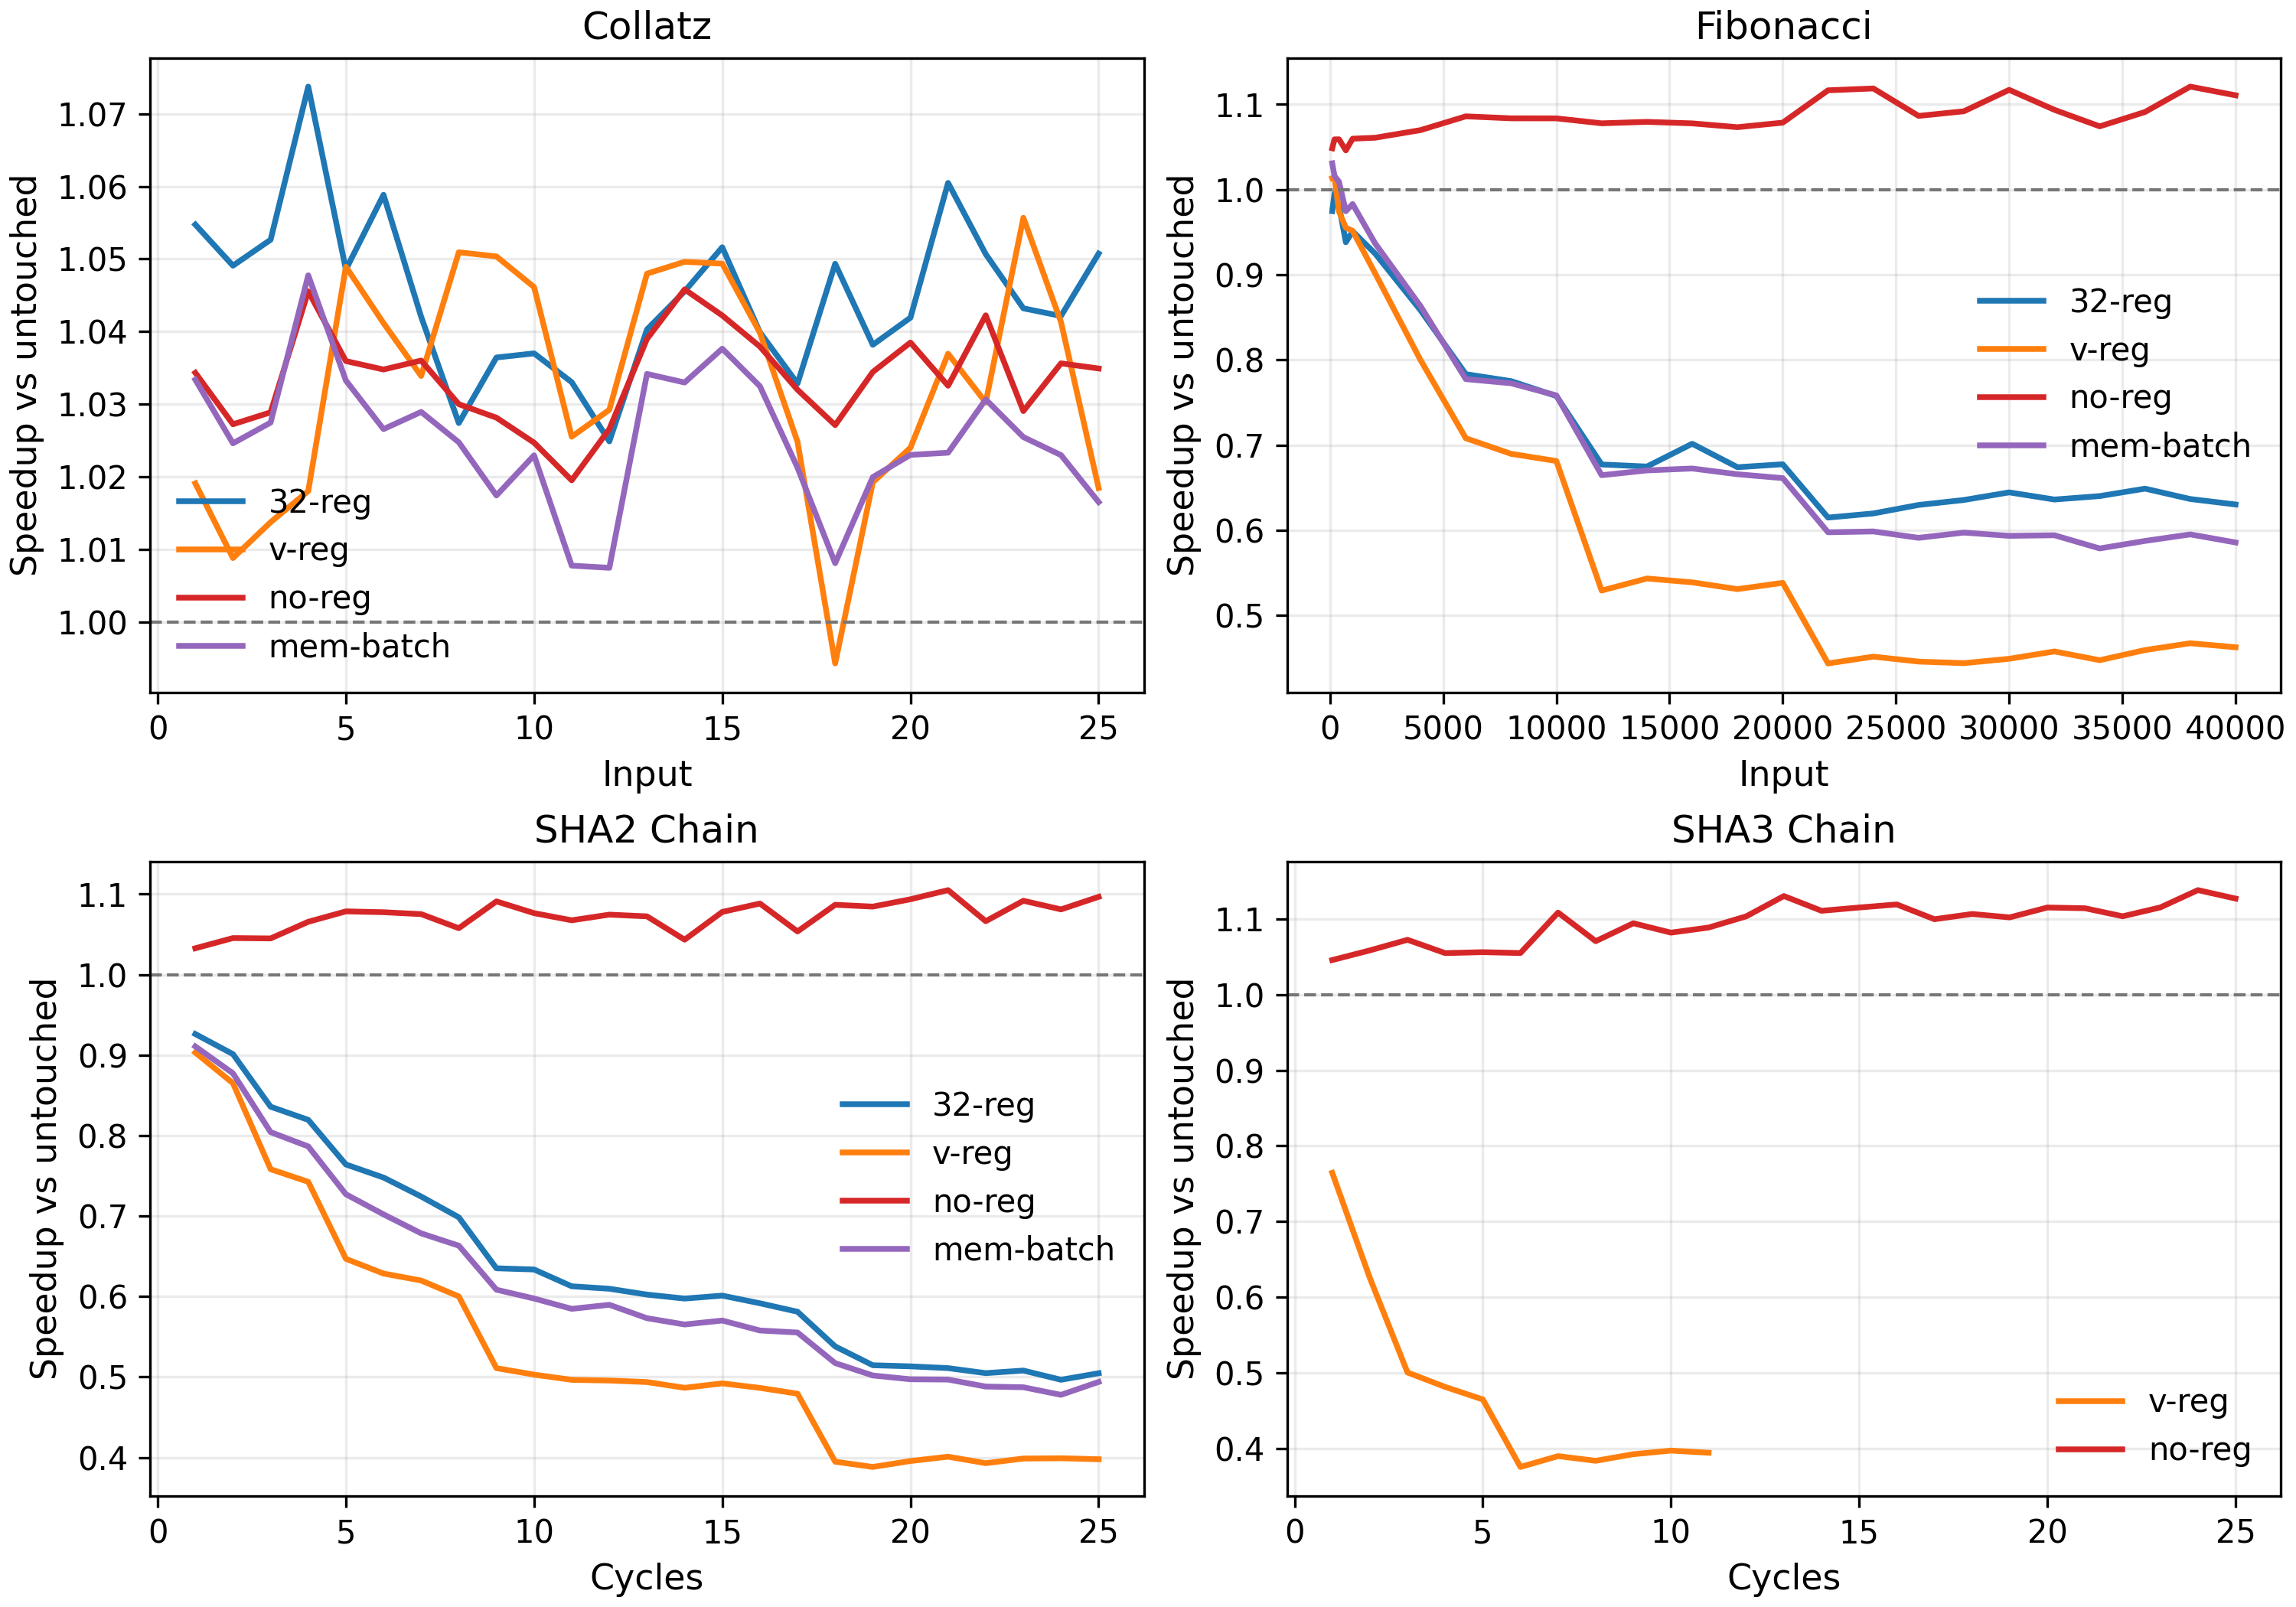 Collatz
Speedup vs untouched
1.07
1.06
1.05
1.04
1.03
1.02
1.01
1.00
32-reg
v-reg
no-reg
mem-batch
0 5 10 15 20 25
Input
Fibonacci
Speedup vs untouched
1.1
1.0
0.9
0.8
0.7
0.6
0.5
32-reg
v-reg
no-reg
mem-batch
0 5000 10000 15000 20000 25000 30000 35000 40000
Input
SHA2 Chain
Speedup vs untouched
1.1
1.0
0.9
0.8
0.7
0.6
0.5
0.4
32-reg
v-reg
no-reg
mem-batch
0 5 10 15 20 25
Cycles
SHA3 Chain
Speedup vs untouched
1.1
1.0
0.9
0.8
0.7
0.6
0.5
0.4
v-reg
no-reg
0 5 10 15 20 25
Cycles